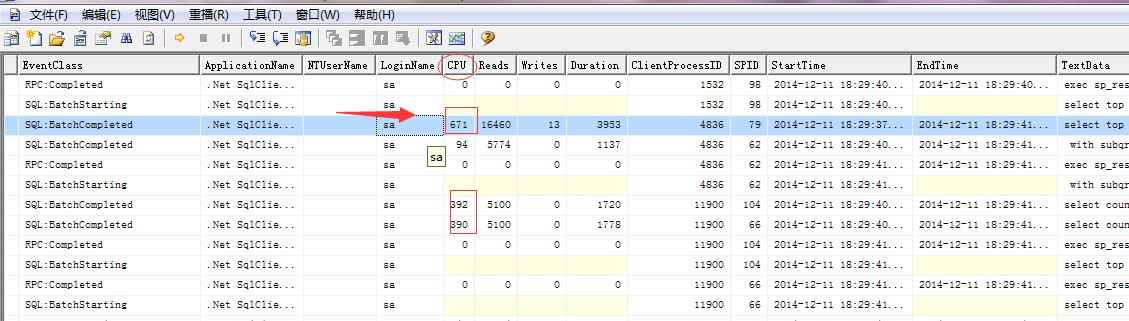 文件(F) 编辑(E) 视图(V) 重播(R) 工具(T) 窗口(W) 帮助(H)
EventClass ApplicationName NTUserName LoginName CPU Reads Writes Duration ClientProcessID SPID StartTime EndTime TextData
RPC:Completed .Net SqlClie... sa 0 0 0 0 1532 98 2014-12-11 18:29:40... 2014-12-11 18:29:40... exec sp_res
SQL:BatchStarting .Net SqlClie... sa 1532 98 2014-12-11 18:29:40... select top
SQL:BatchCompleted .Net SqlClie... sa 671 16460 13 3953 4836 79 2014-12-11 18:29:37... 2014-12-11 18:29:41... select top
SQL:BatchCompleted .Net SqlClie... sa 94 5774 0 1137 4836 62 2014-12-11 18:29:40... 2014-12-11 18:29:41... with subqr
sa
RPC:Completed .Net SqlClie... sa 0 0 0 0 4836 62 2014-12-11 18:29:41... 2014-12-11 18:29:41... exec sp_res
SQL:BatchStarting .Net SqlClie... sa 4836 62 2014-12-11 18:29:41... with subqr
SQL:BatchCompleted .Net SqlClie... sa 392 5100 0 1720 11900 104 2014-12-11 18:29:40... 2014-12-11 18:29:41... select coun
SQL:BatchCompleted .Net SqlClie... sa 390 5100 0 1778 11900 66 2014-12-11 18:29:40... 2014-12-11 18:29:41... select coun
RPC:Completed .Net SqlClie... sa 0 0 0 0 11900 104 2014-12-11 18:29:41... 2014-12-11 18:29:41... exec sp_res
SQL:BatchStarting .Net SqlClie... sa 11900 104 2014-12-11 18:29:41... select top
RPC:Completed .Net SqlClie... sa 0 0 0 0 11900 66 2014-12-11 18:29:41... 2014-12-11 18:29:41... exec sp_res
SQL:BatchStarting .Net SqlClie... sa 11900 66 2014-12-11 18:29:41... select top